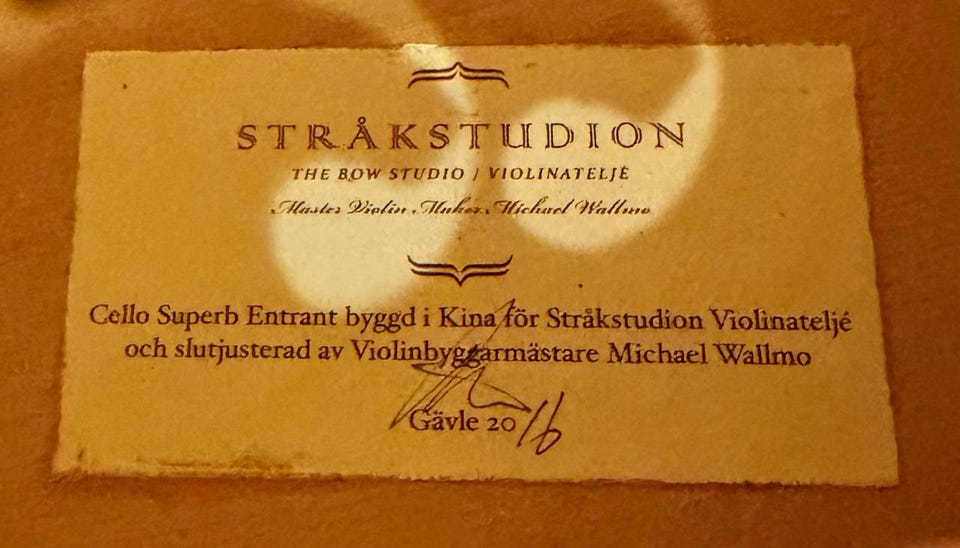 STRÅKSTUDION
THE BOW STUDIO / VIOLINATELJÉ
Master Violin Maker, Michael Wallmo
Cello Superb Entrant byggd i Kina för Stråkstudion Violinateljé
och slutjusterad av Violinbyggarmästare Michael Wallmo
Gävle 2016